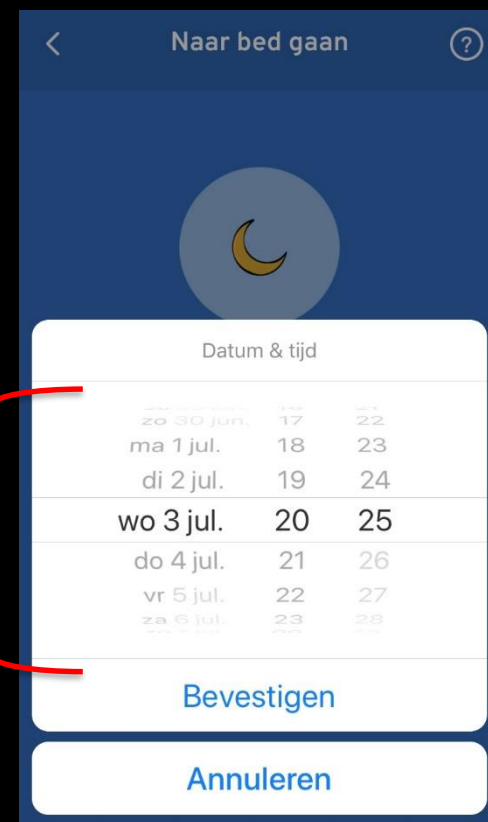 Naar bed gaan ?
Datum & tijd
zo 30 jun. 17 22
ma 1 jul. 18 23
di 2 jul. 19 24
wo 3 jul. 20 25
do 4 jul. 21 26
vr 5 jul. 22 27
za 6 jul. 23 28
Bevestigen
Annuleren